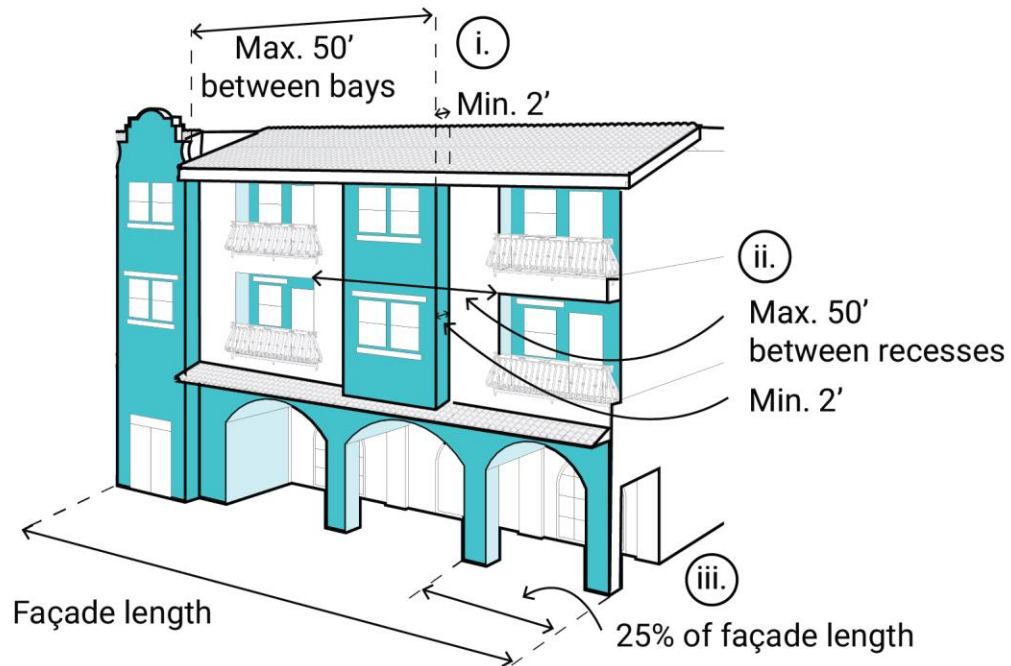 Max. 50’
between bays
i.
Min. 2’
ii.
Max. 50’
between recesses
Min. 2’
iii.
Façade length
25% of façade length